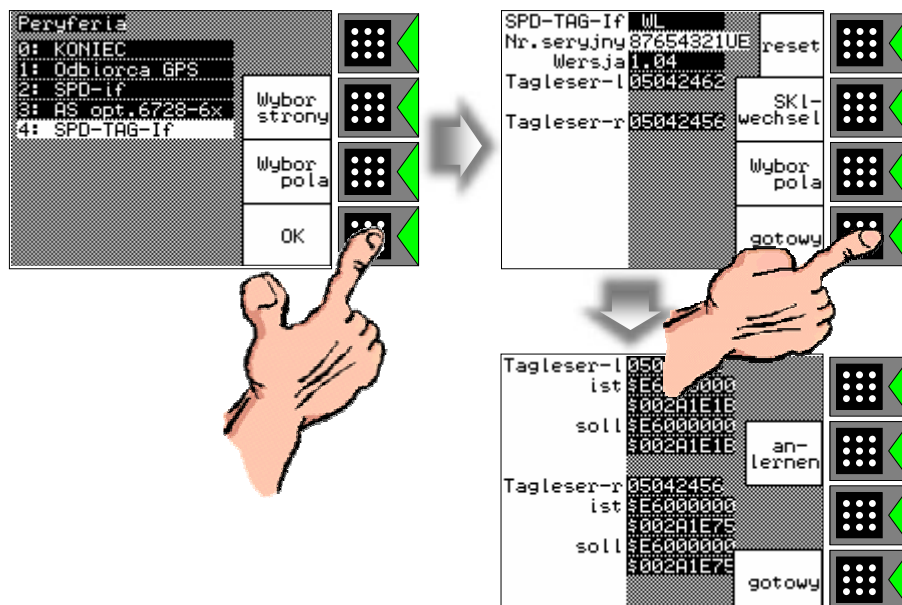 Peryferia
0: KONIEC
1: Odbiorca GPS
2: SPD-if
3: AS opt.6728-6x
4: SPD-TAG-If
Wybor
strony
Wybor
pola
OK
SPD-TAG-If WL
Nr.seryjny 87654321UE
Wersja 1.04
Tagleser-l 05042462
Tagleser-r 05042456
reset
SKl-
wechsel
Wybor
pola
gotowy
Tagleser-l 050
ist $E6000000
$002A1E1B
soll $E6000000
$002A1E1B
Tagleser-r 05042456
ist $E6000000
$002A1E75
soll $E6000000
$002A1E75
an-
lernen
gotowy